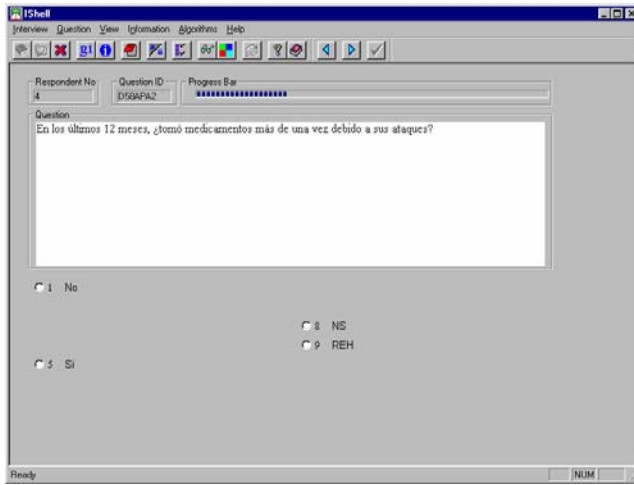 IShell
Interview Question View Information Algorithms Help
gi
Respondent No Question ID Progress Bar
4 D58APA2
Question
En los últimos 12 meses, ¿tomó medicamentos más de una vez debido a sus ataques?
1 No
8 NS
9 REH
5 Sí
Ready NUM